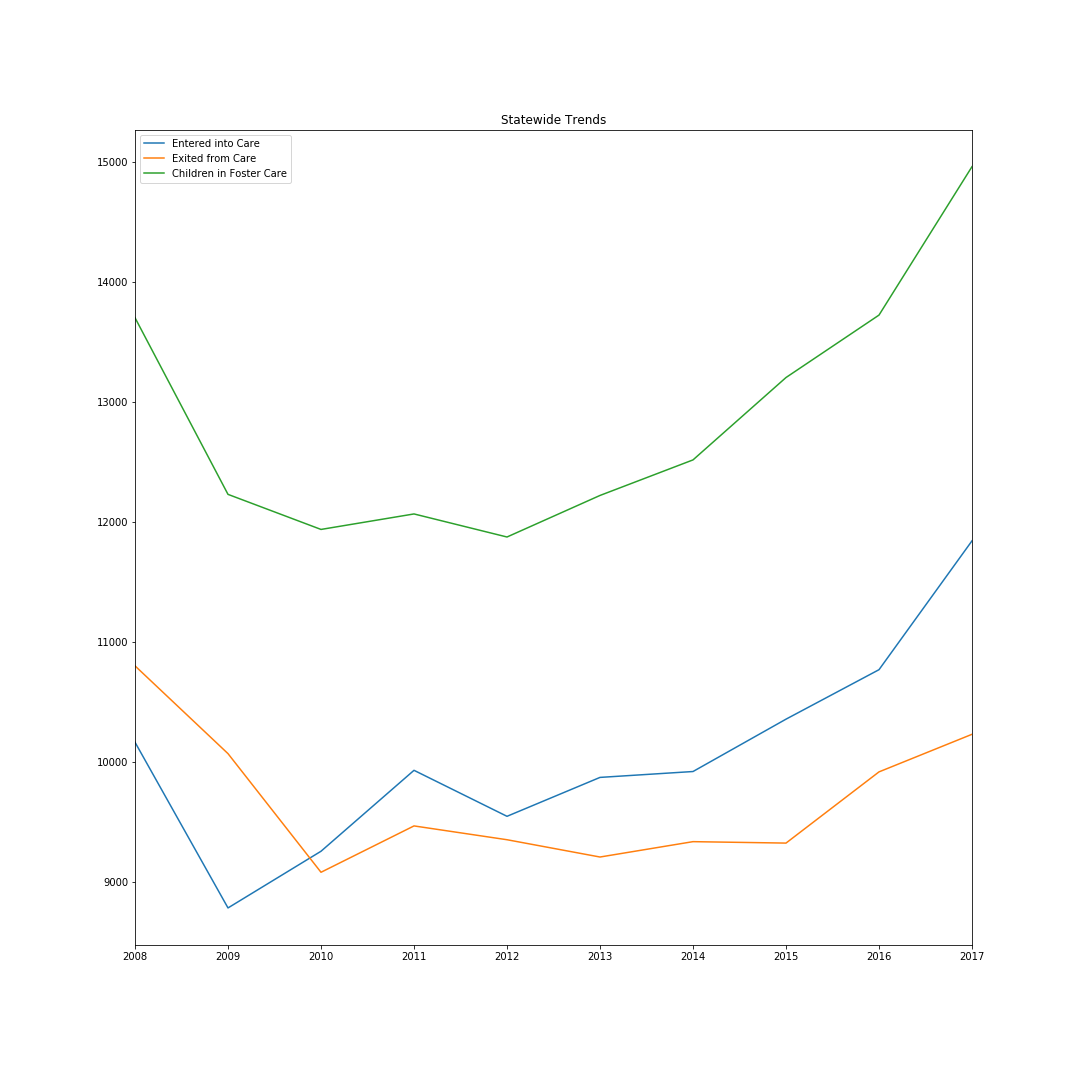 Statewide Trends
Entered into Care
Exited from Care
Children in Foster Care
15000
14000
13000
12000
11000
10000
9000
2008 2009 2010 2011 2012 2013 2014 2015 2016 2017